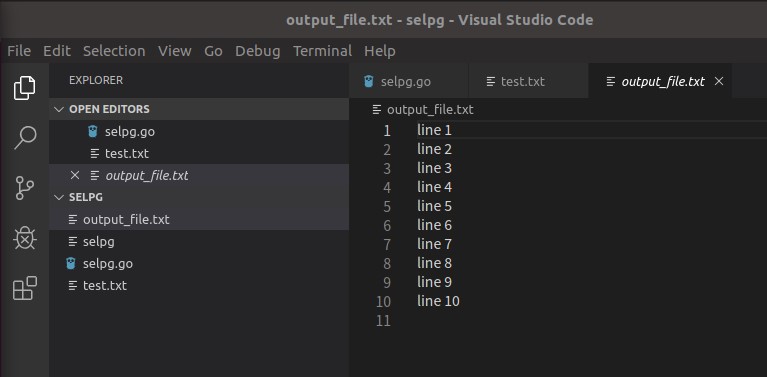 output_file.txt - selpg - Visual Studio Code
File Edit Selection View Go Debug Terminal Help
EXPLORER
OPEN EDITORS
selpg.go
test.txt
output_file.txt
SELPG
output_file.txt
selpg
selpg.go
test.txt
selpg.go test.txt output_file.txt
output_file.txt
1 line 1
2 line 2
3 line 3
4 line 4
5 line 5
6 line 6
7 line 7
8 line 8
9 line 9
10 line 10
11